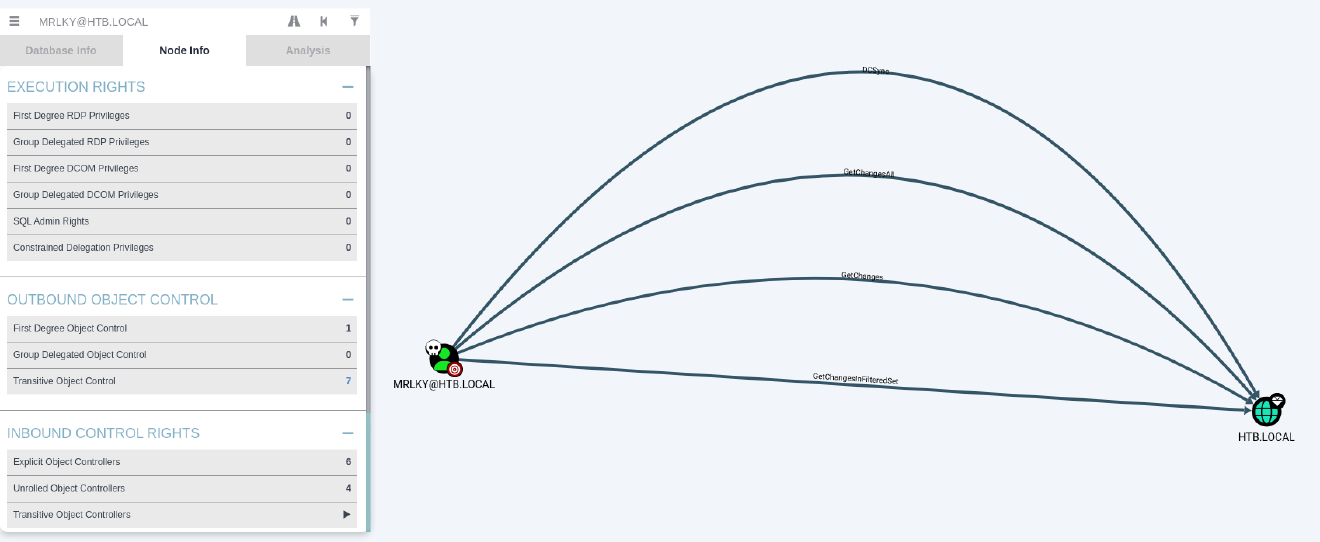 MRLKY@HTB.LOCAL
Database Info
Node Info
Analysis
EXECUTION RIGHTS
First Degree RDP Privileges 0
Group Delegated RDP Privileges 0
First Degree DCOM Privileges 0
Group Delegated DCOM Privileges 0
SQL Admin Rights 0
Constrained Delegation Privileges 0
OUTBOUND OBJECT CONTROL
First Degree Object Control 1
Group Delegated Object Control 0
Transitive Object Control 7
INBOUND CONTROL RIGHTS
Explicit Object Controllers 6
Unrolled Object Controllers 4
Transitive Object Controllers
DCSync
GetChangesAll
GetChanges
GetChangesInFilteredSet
MRLKY@HTB.LOCAL
HTB.LOCAL